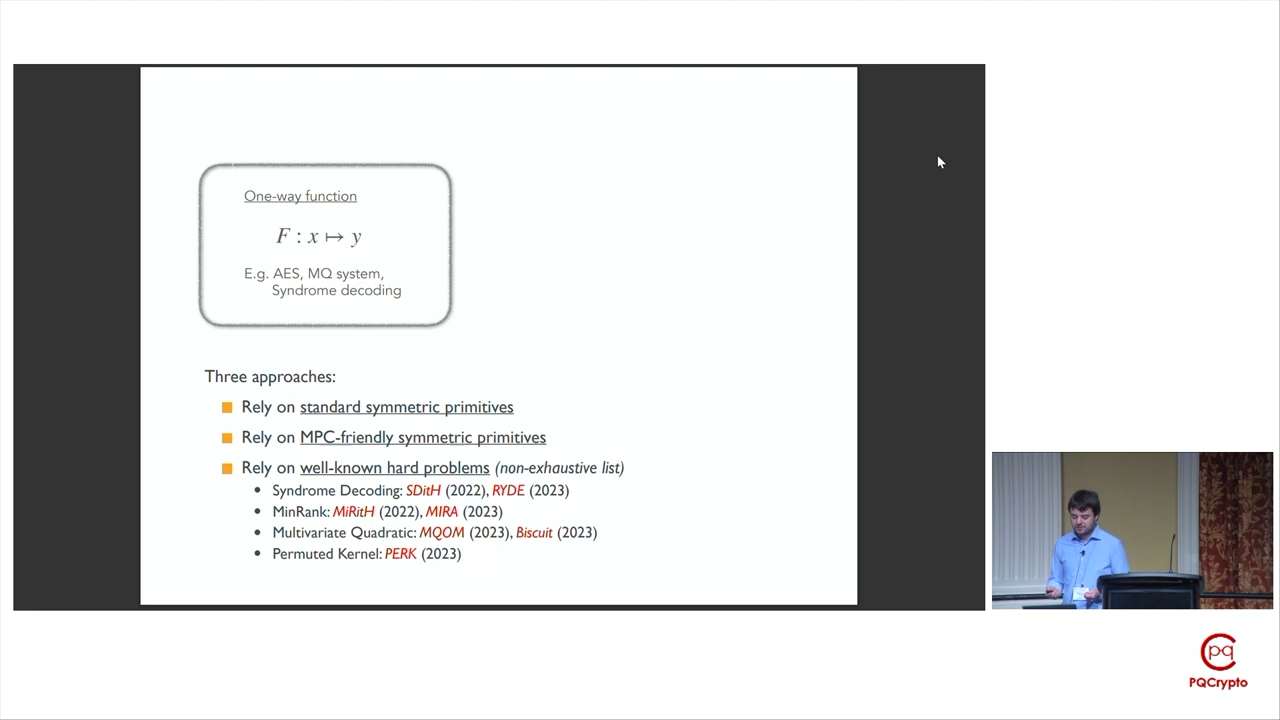 One-way function
F : x ↦ y
E.g. AES, MQ system,
Syndrome decoding
Three approaches:
Rely on standard symmetric primitives
Rely on MPC-friendly symmetric primitives
Rely on well-known hard problems (non-exhaustive list)
Syndrome Decoding: SDitH (2022), RYDE (2023)
MinRank: MiRitH (2022), MIRA (2023)
Multivariate Quadratic: MQOM (2023), Biscuit (2023)
Permuted Kernel: PERK (2023)
pq
PQCrypto